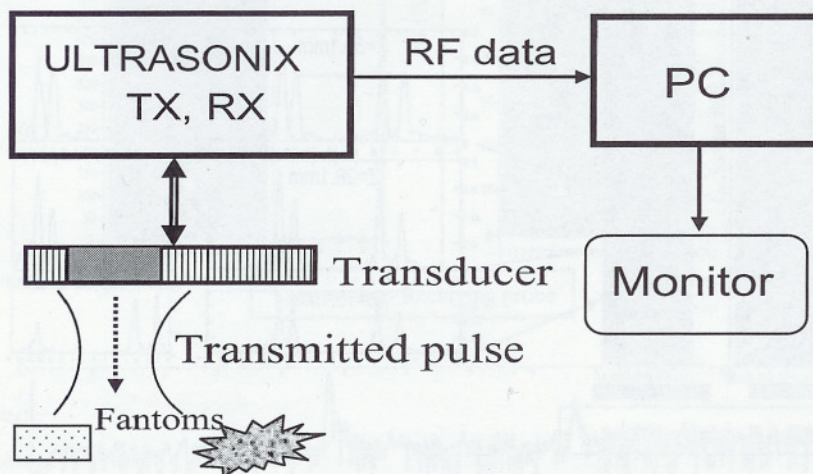 ULTRASONIX
TX, RX
RF data
PC
Transducer
Monitor
Transmitted pulse
Fantoms